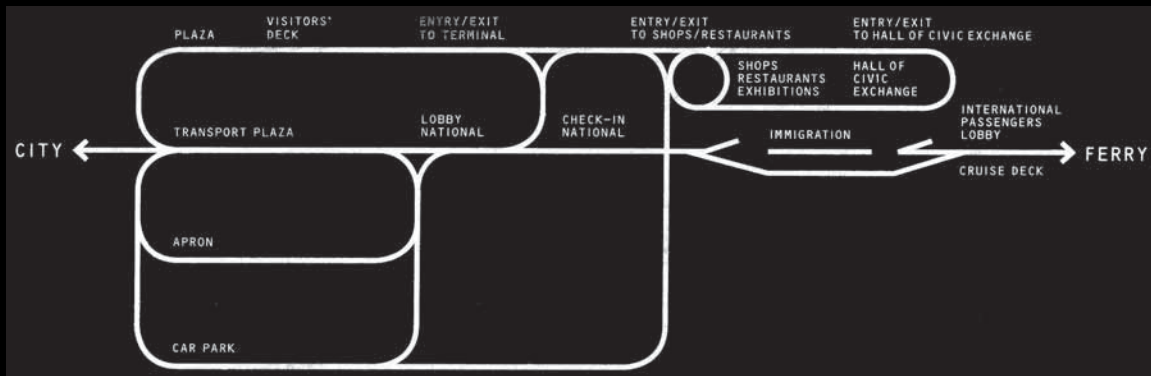 PLAZA
VISITORS'
DECK
ENTRY/EXIT
TO TERMINAL
ENTRY/EXIT
TO SHOPS/RESTAURANTS
ENTRY/EXIT
TO HALL OF CIVIC EXCHANGE
SHOPS
RESTAURANTS
EXHIBITIONS
HALL OF
CIVIC
EXCHANGE
TRANSPORT PLAZA
LOBBY
NATIONAL
CHECK-IN
NATIONAL
INTERNATIONAL
PASSENGERS
LOBBY
IMMIGRATION
CITY
FERRY
CRUISE DECK
APRON
CAR PARK